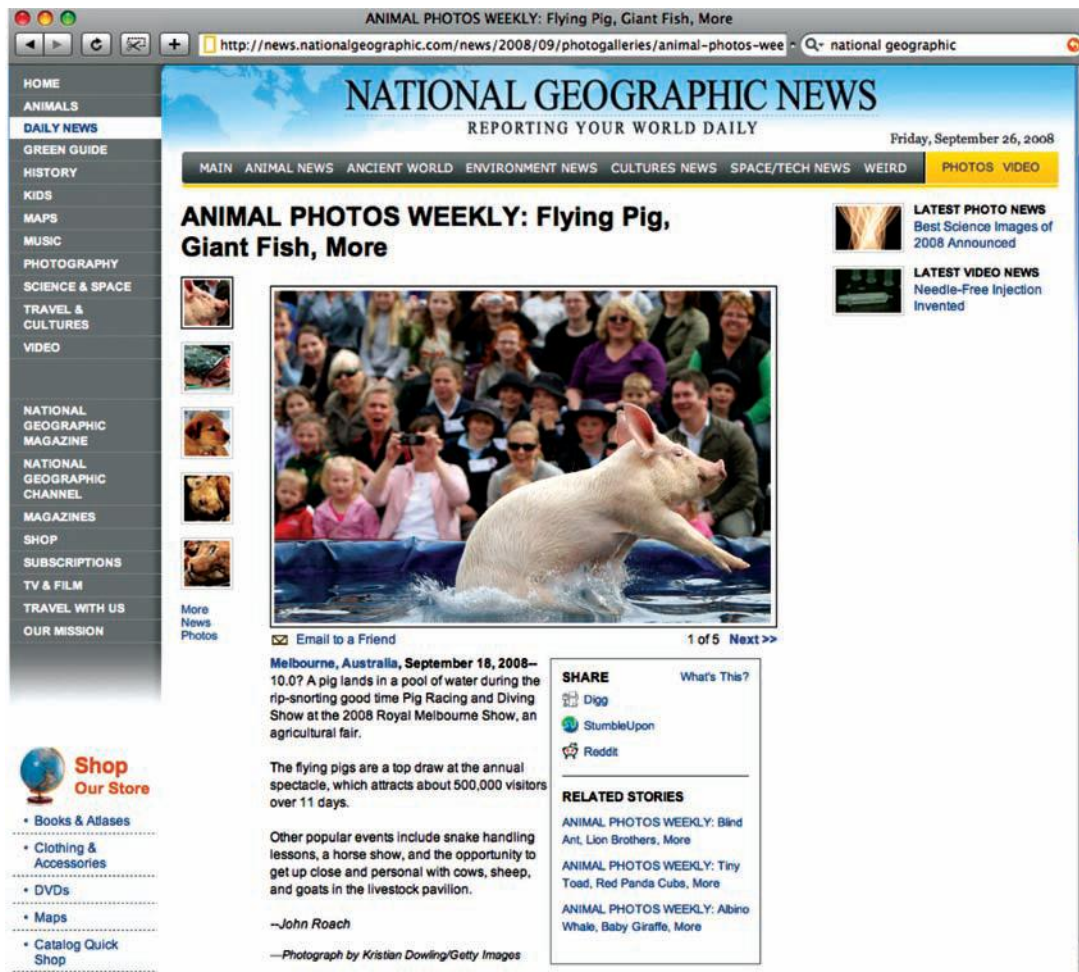 ANIMAL PHOTOS WEEKLY: Flying Pig, Giant Fish, More
http://news.nationalgeographic.com/news/2008/09/photogalleries/animal-photos-wee
national geographic
HOME
ANIMALS
DAILY NEWS
GREEN GUIDE
HISTORY
KIDS
MAPS
MUSIC
PHOTOGRAPHY
SCIENCE & SPACE
TRAVEL &
CULTURES
VIDEO
NATIONAL
GEOGRAPHIC
MAGAZINE
NATIONAL
GEOGRAPHIC
CHANNEL
MAGAZINES
SHOP
SUBSCRIPTIONS
TV & FILM
TRAVEL WITH US
OUR MISSION
Shop
Our Store
• Books & Atlases
• Clothing &
Accessories
• DVDs
• Maps
• Catalog Quick
Shop
NATIONAL GEOGRAPHIC NEWS
REPORTING YOUR WORLD DAILY
Friday, September 26, 2008
MAIN ANIMAL NEWS ANCIENT WORLD ENVIRONMENT NEWS CULTURES NEWS SPACE/TECH NEWS WEIRD PHOTOS VIDEO
ANIMAL PHOTOS WEEKLY: Flying Pig,
Giant Fish, More
More
News
Photos
Email to a Friend
1 of 5 Next >>
Melbourne, Australia, September 18, 2008--
10.0? A pig lands in a pool of water during the
rip-snorting good time Pig Racing and Diving
Show at the 2008 Royal Melbourne Show, an
agricultural fair.
The flying pigs are a top draw at the annual
spectacle, which attracts about 500,000 visitors
over 11 days.
Other popular events include snake handling
lessons, a horse show, and the opportunity to
get up close and personal with cows, sheep,
and goats in the livestock pavilion.
--John Roach
—Photograph by Kristian Dowling/Getty Images
SHARE What's This?
Digg
StumbleUpon
Reddit
RELATED STORIES
ANIMAL PHOTOS WEEKLY: Blind
Ant, Lion Brothers, More
ANIMAL PHOTOS WEEKLY: Tiny
Toad, Red Panda Cubs, More
ANIMAL PHOTOS WEEKLY: Albino
Whale, Baby Giraffe, More
LATEST PHOTO NEWS
Best Science Images of
2008 Announced
LATEST VIDEO NEWS
Needle-Free Injection
Invented